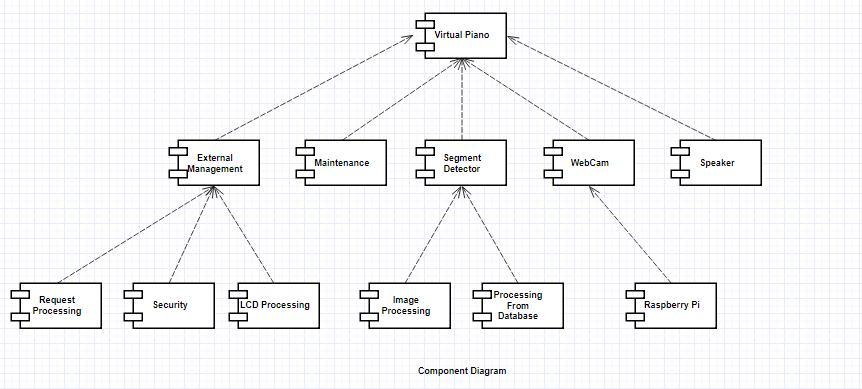 Virtual Piano
External
Management
Maintenance
Segment
Detector
WebCam
Speaker
Request
Processing
Security
LCD Processing
Image
Processing
Processing
From
Database
Raspberry Pi
Component Diagram